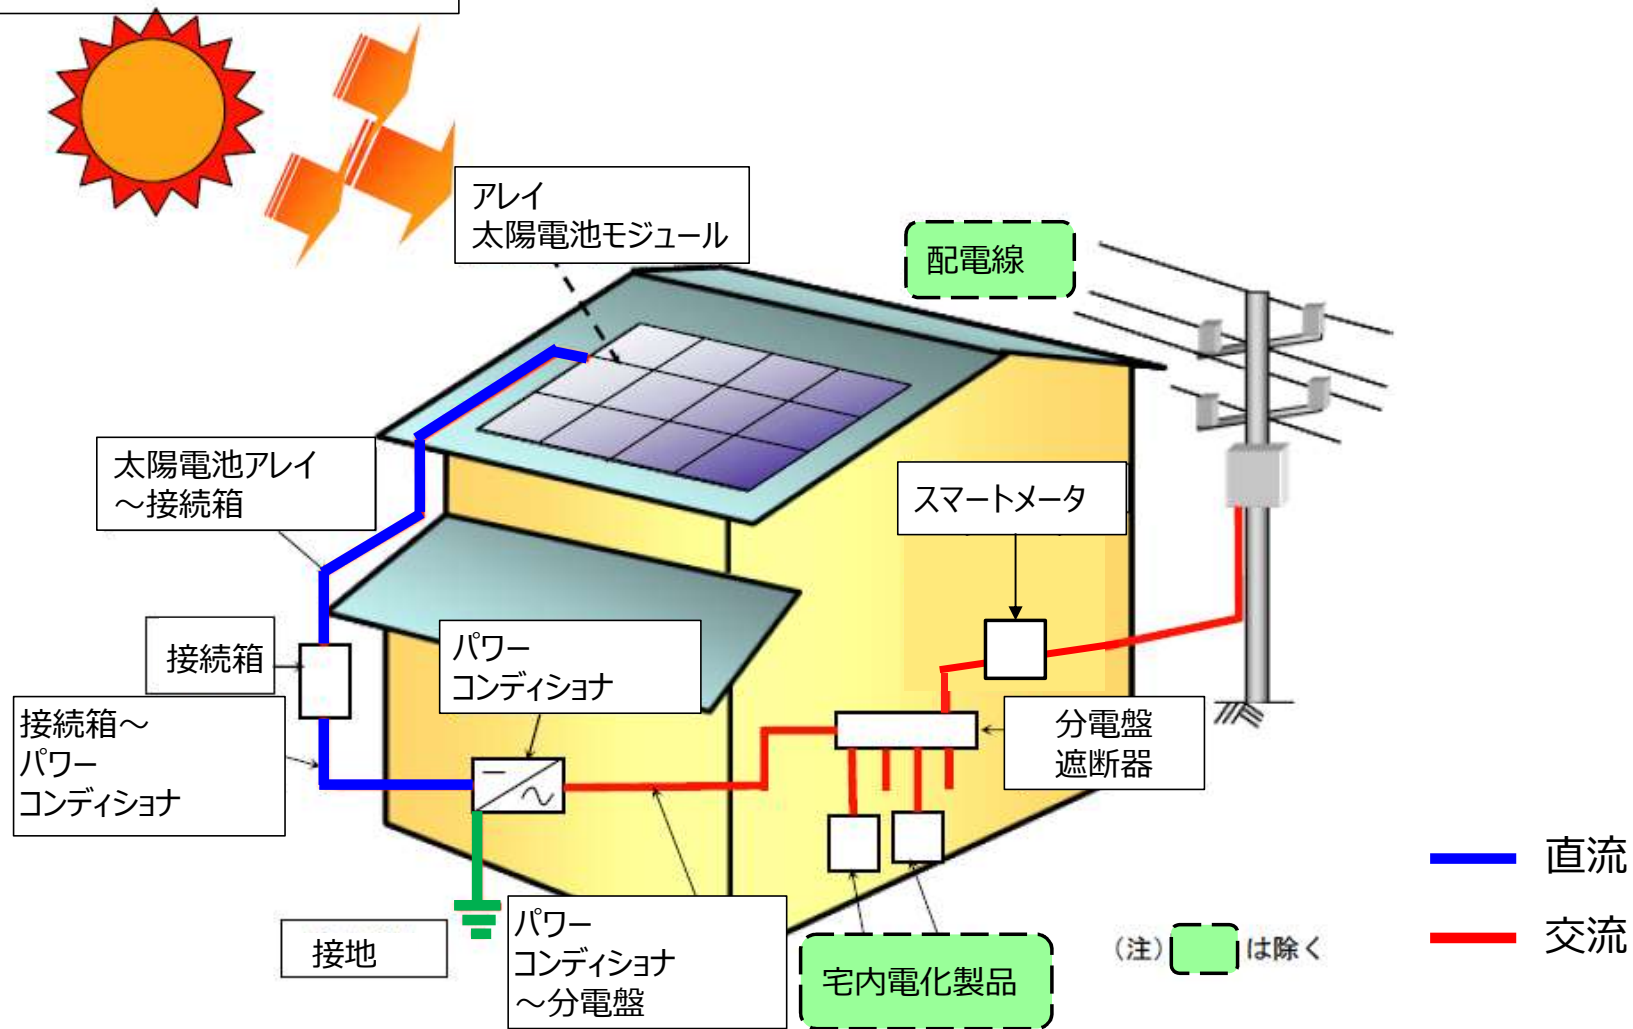 アレイ
太陽電池モジュール
配電線
太陽電池アレイ
～接続箱
スマートメータ
接続箱
パワー
コンディショナ
接続箱～
パワー
コンディショナ
分電盤
遮断器
直流
接地
パワー
コンディショナ
～分電盤
宅内電化製品
（注）
は除く
交流